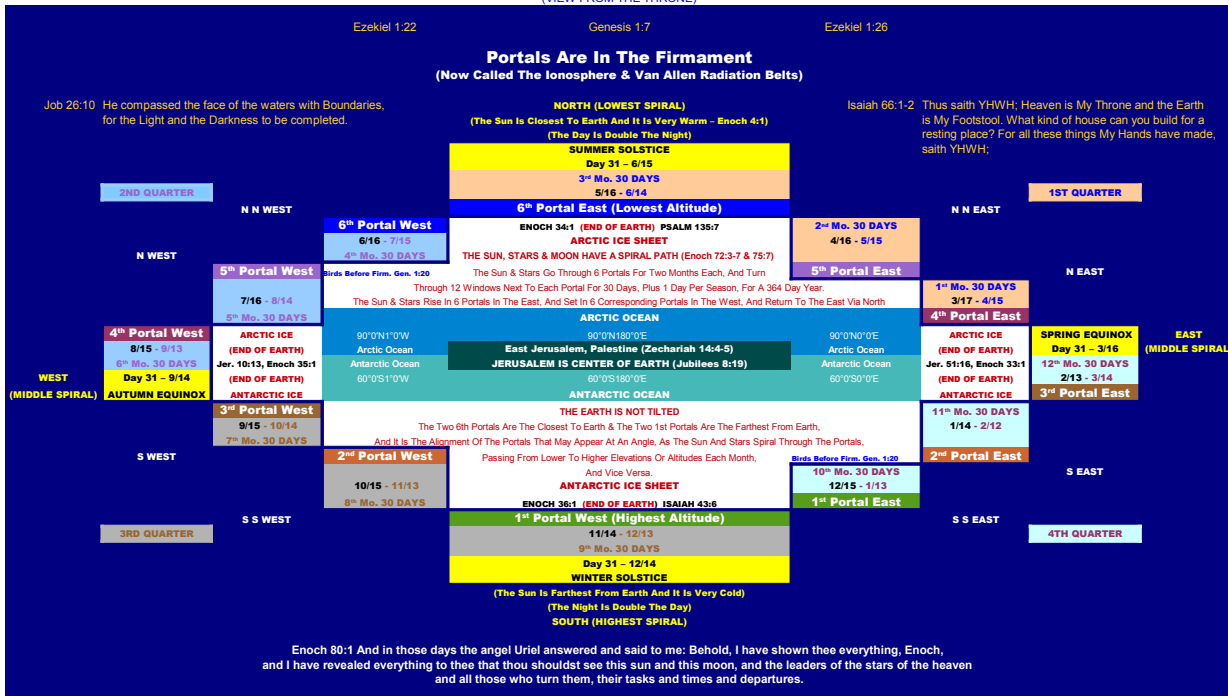 (VIEW FROM THE THRONE)
Ezekiel 1:22 Genesis 1:7 Ezekiel 1:26
Portals Are In The Firmament
(Now Called The Ionosphere & Van Allen Radiation Belts)
Job 26:10 He compassed the face of the waters with Boundaries,
for the Light and the Darkness to be completed.
NORTH (LOWEST SPIRAL)
(The Sun Is Closest To Earth And It Is Very Warm – Enoch 4:1)
(The Day Is Double The Night)
Isaiah 66:1-2 Thus saith YHWH; Heaven is My Throne and the Earth
is My Footstool. What kind of house can you build for a
resting place? For all these things My Hands have made,
saith YHWH;
SUMMER SOLSTICE
Day 31 – 6/15
3rd Mo. 30 DAYS
5/16 - 6/14
2ND QUARTER
1ST QUARTER
N N WEST
6th Portal East (Lowest Altitude)
N N EAST
6th Portal West
6/16 - 7/15
4th Mo. 30 DAYS
ENOCH 34:1 (END OF EARTH) PSALM 135:7
ARCTIC ICE SHEET
THE SUN, STARS & MOON HAVE A SPIRAL PATH (Enoch 72:3-7 & 75:7)
2nd Mo. 30 DAYS
4/16 - 5/15
N WEST
5th Portal West
Birds Before Firm. Gen. 1:20
The Sun & Stars Go Through 6 Portals For Two Months Each, And Turn
5th Portal East
N EAST
Through 12 Windows Next To Each Portal For 30 Days, Plus 1 Day Per Season, For A 364 Day Year.
The Sun & Stars Rise In 6 Portals In The East, And Set In 6 Corresponding Portals In The West, And Return To The East Via North
7/16 - 8/14
5th Mo. 30 DAYS
1st Mo. 30 DAYS
3/17 - 4/15
4th Portal East
ARCTIC OCEAN
4th Portal West
8/15 - 9/13
6th Mo. 30 DAYS
Day 31 – 9/14
AUTUMN EQUINOX
WEST
(MIDDLE SPIRAL)
ARCTIC ICE
(END OF EARTH)
Jer. 10:13, Enoch 35:1
(END OF EARTH)
ANTARCTIC ICE
90°0'N1°0'W
Arctic Ocean
Antarctic Ocean
60°0'S1°0'W
90°0'N180°0'E
East Jerusalem, Palestine (Zechariah 14:4-5)
JERUSALEM IS CENTER OF EARTH (Jubilees 8:19)
60°0'S180°0'E
90°0'N0°0'E
Arctic Ocean
Antarctic Ocean
60°0'S0°0'E
ARCTIC ICE
(END OF EARTH)
Jer. 51:16, Enoch 33:1
(END OF EARTH)
ANTARCTIC ICE
SPRING EQUINOX
Day 31 – 3/16
12th Mo. 30 DAYS
2/13 - 3/14
3rd Portal East
EAST
(MIDDLE SPIRAL)
ANTARCTIC OCEAN
3rd Portal West
9/15 - 10/14
7th Mo. 30 DAYS
THE EARTH IS NOT TILTED
The Two 6th Portals Are The Closest To Earth & The Two 1st Portals Are The Farthest From Earth,
And It Is The Alignment Of The Portals That May Appear At An Angle, As The Sun And Stars Spiral Through The Portals,
Passing From Lower To Higher Elevations Or Altitudes Each Month,
And Vice Versa.
11th Mo. 30 DAYS
1/14 - 2/12
2nd Portal East
S WEST
2nd Portal West
10/15 - 11/13
8th Mo. 30 DAYS
Birds Before Firm. Gen. 1:20
10th Mo. 30 DAYS
12/15 - 1/13
1st Portal East
S EAST
ANTARCTIC ICE SHEET
ENOCH 36:1 (END OF EARTH) ISAIAH 43:6
S S WEST
1st Portal West (Highest Altitude)
S S EAST
3RD QUARTER
4TH QUARTER
11/14 - 12/13
9th Mo. 30 DAYS
Day 31 – 12/14
WINTER SOLSTICE
(The Sun Is Farthest From Earth And It Is Very Cold)
(The Night Is Double The Day)
SOUTH (HIGHEST SPIRAL)
Enoch 80:1 And in those days the angel Uriel answered and said to me: Behold, I have shown thee everything, Enoch,
and I have revealed everything to thee that thou shouldst see this sun and this moon, and the leaders of the stars of the heaven
and all those who turn them, their tasks and times and departures.